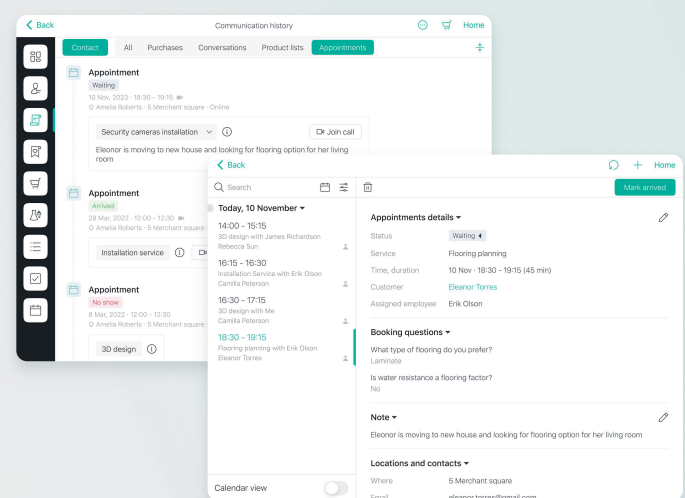 Back
Communication history
Home
Contact
All
Purchases
Conversations
Product lists
Appointments
Appointment
Waiting
10 Nov, 2023 · 18:30 - 19:15
Amelia Roberts · 5 Merchant square · Online
Security cameras installation
Join call
Eleonor is moving to new house and looking for flooring option for her living
room
Appointment
Arrived
28 Mar, 2022 · 12:00 - 12:30
Amelia Roberts · 5 Merchant square
Installation service
Appointment
No show
8 Mar, 2022 · 12:00 - 12:30
Amelia Roberts · 5 Merchant square
3D design
Back
Home
Search
Mark arrived
Today, 10 November
14:00 - 15:15
3D design with James Richardson
Rebecca Sun
16:15 - 16:30
Installation Service with Erik Olson
Camilla Peterson
16:30 - 17:15
3D design with Me
Camilla Peterson
18:30 - 19:15
Flooring planning with Erik Olson
Eleanor Torres
Calendar view
Appointments details
Status
Waiting
Service
Flooring planning
Time, duration
10 Nov · 18:30 - 19:15 (45 min)
Customer
Eleanor Torres
Assigned employee
Erik Olson
Booking questions
What type of flooring do you prefer?
Laminate
Is water resistance a flooring factor?
No
Note
Eleonor is moving to new house and looking for flooring option for her living room
Locations and contacts
Where
5 Merchant square
Email
eleanor.torres@gmail.com